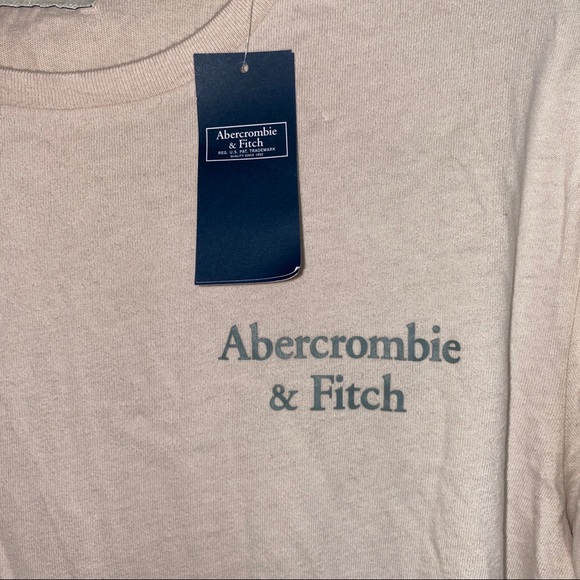 Abercrombie
& Fitch
REG. U.S. PAT. TRADEMARK
QUALITY SINCE 1892
Abercrombie
& Fitch